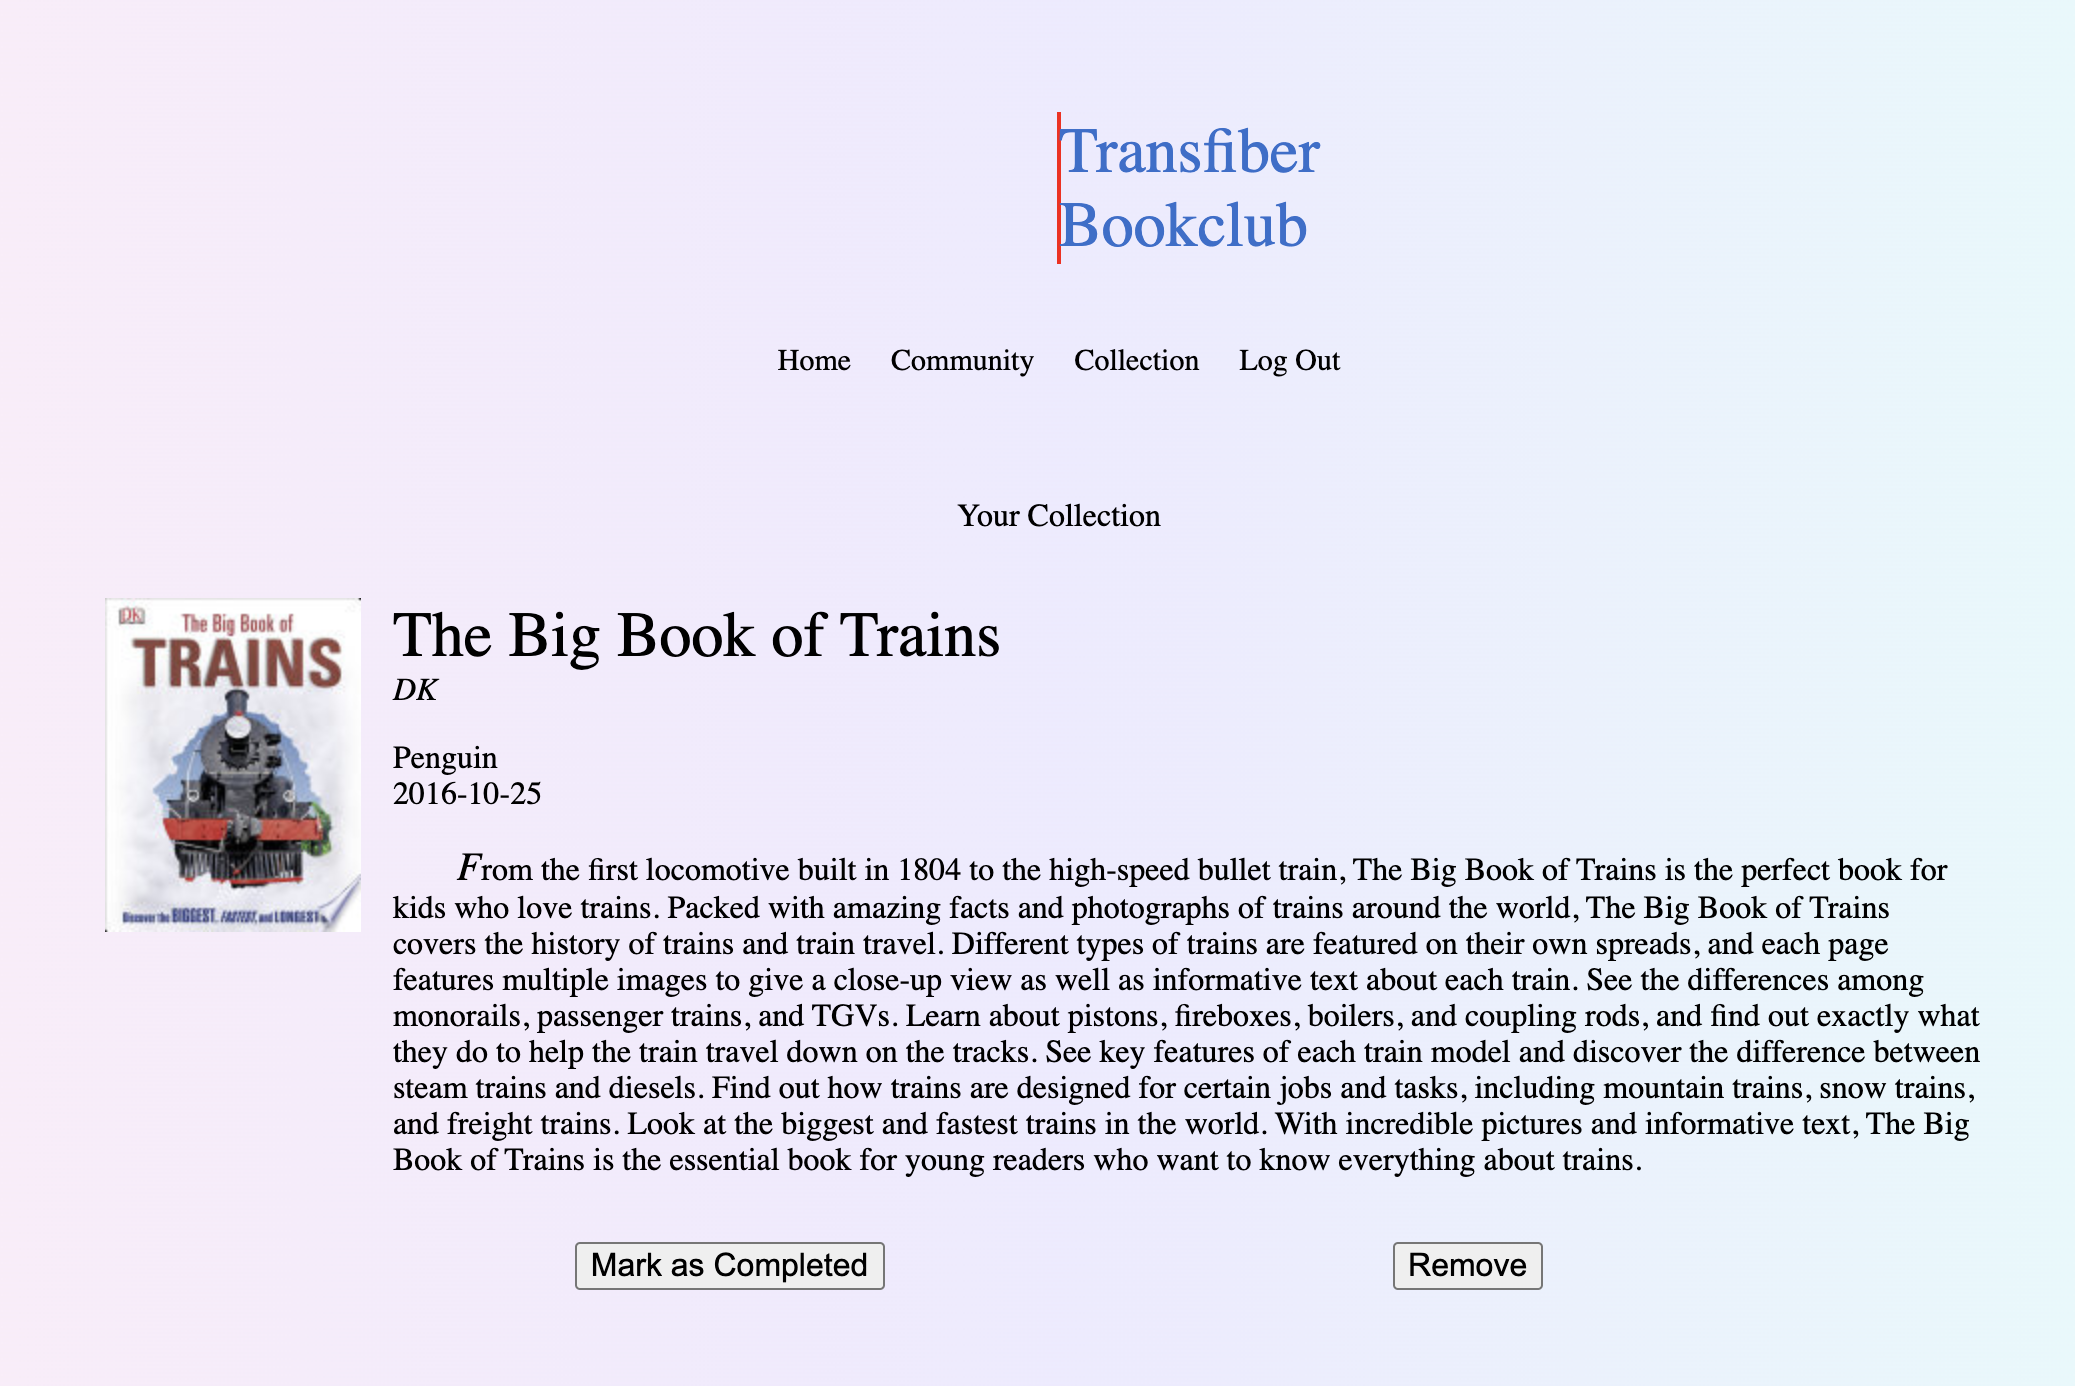 Transfiber
Bookclub
Home Community Collection Log Out
Your Collection
DK
The Big Book of
TRAINS
Discover the BIGGEST, FASTEST, and LONGEST
The Big Book of Trains
DK
Penguin
2016-10-25
From the first locomotive built in 1804 to the high-speed bullet train, The Big Book of Trains is the perfect book for
kids who love trains. Packed with amazing facts and photographs of trains around the world, The Big Book of Trains
covers the history of trains and train travel. Different types of trains are featured on their own spreads, and each page
features multiple images to give a close-up view as well as informative text about each train. See the differences among
monorails, passenger trains, and TGVs. Learn about pistons, fireboxes, boilers, and coupling rods, and find out exactly what
they do to help the train travel down on the tracks. See key features of each train model and discover the difference between
steam trains and diesels. Find out how trains are designed for certain jobs and tasks, including mountain trains, snow trains,
and freight trains. Look at the biggest and fastest trains in the world. With incredible pictures and informative text, The Big
Book of Trains is the essential book for young readers who want to know everything about trains.
Mark as Completed Remove